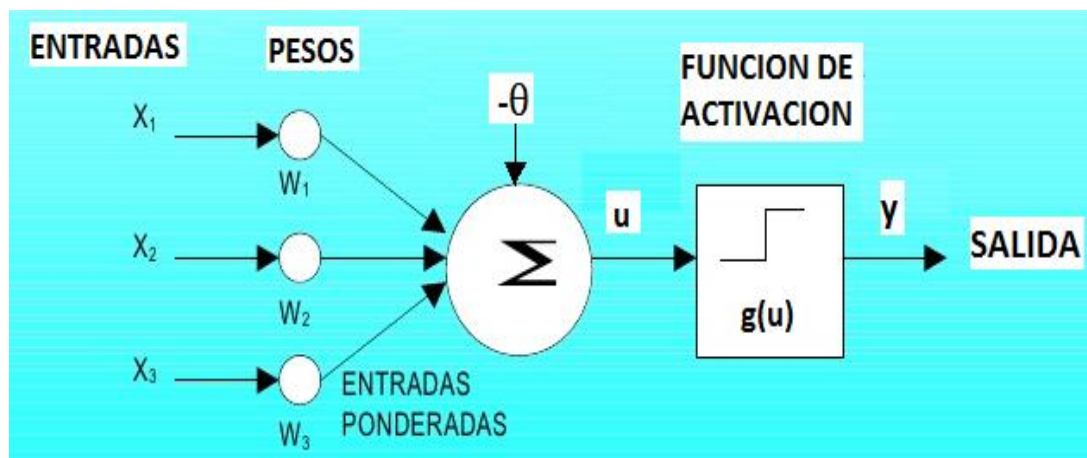 ENTRADAS
PESOS
FUNCION DE
ACTIVACION
-θ
X₁
W₁
u
y
SALIDA
X₂
W₂
Σ
g(u)
X₃
W₃
ENTRADAS
PONDERADAS